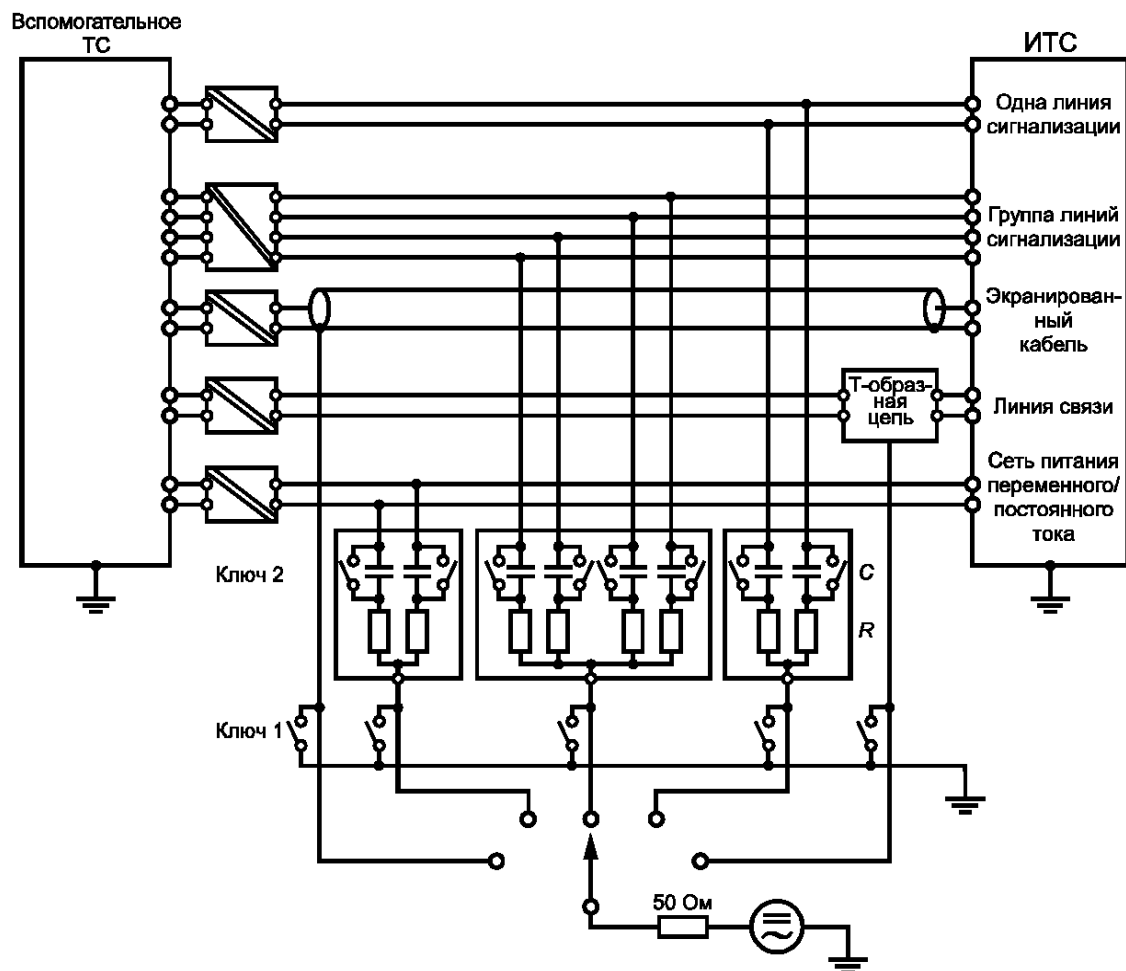 Вспомогательное
ТС
ИТС
Одна линия
сигнализации
Группа линий
сигнализации
Экранирован-
ный
кабель
Т-образ-
ная
цепь
Линия связи
Сеть питания
переменного/
постоянного
тока
Ключ 2
C
R
Ключ 1
50 Ом